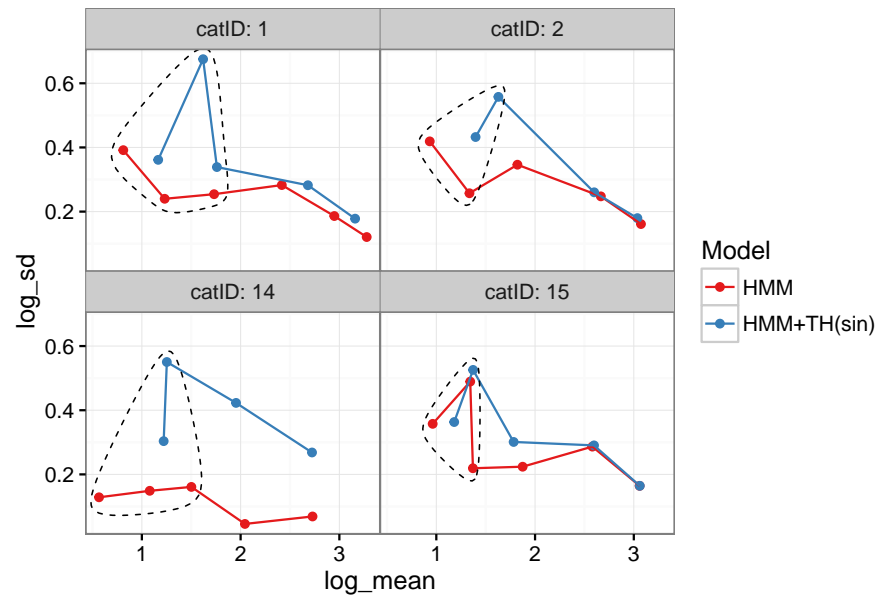 catID: 1
catID: 2
0.6
0.4
0.2
catID: 14
catID: 15
0.6
0.4
0.2
1
2
3
1
2
3
log_mean
log_sd
Model
HMM
HMM+TH(sin)